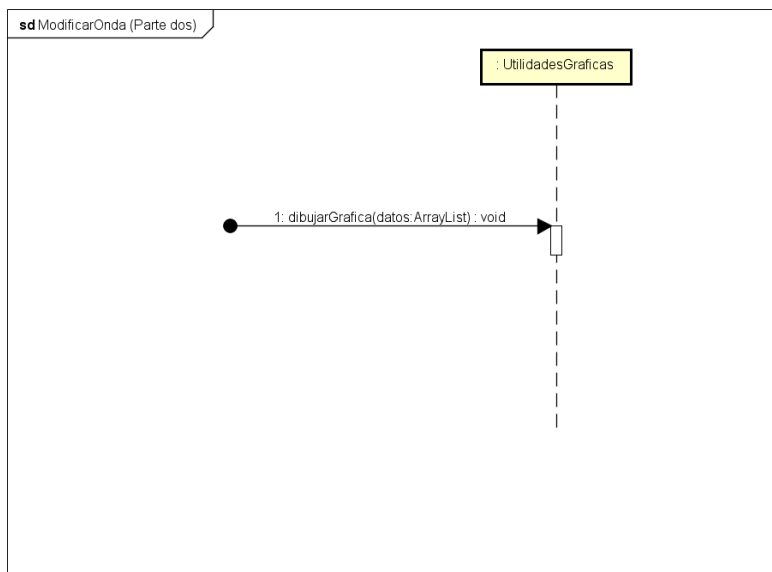 sd ModificarOnda (Parte dos)
: UtilidadesGraficas
1: dibujarGrafica(datos:ArrayList) : void